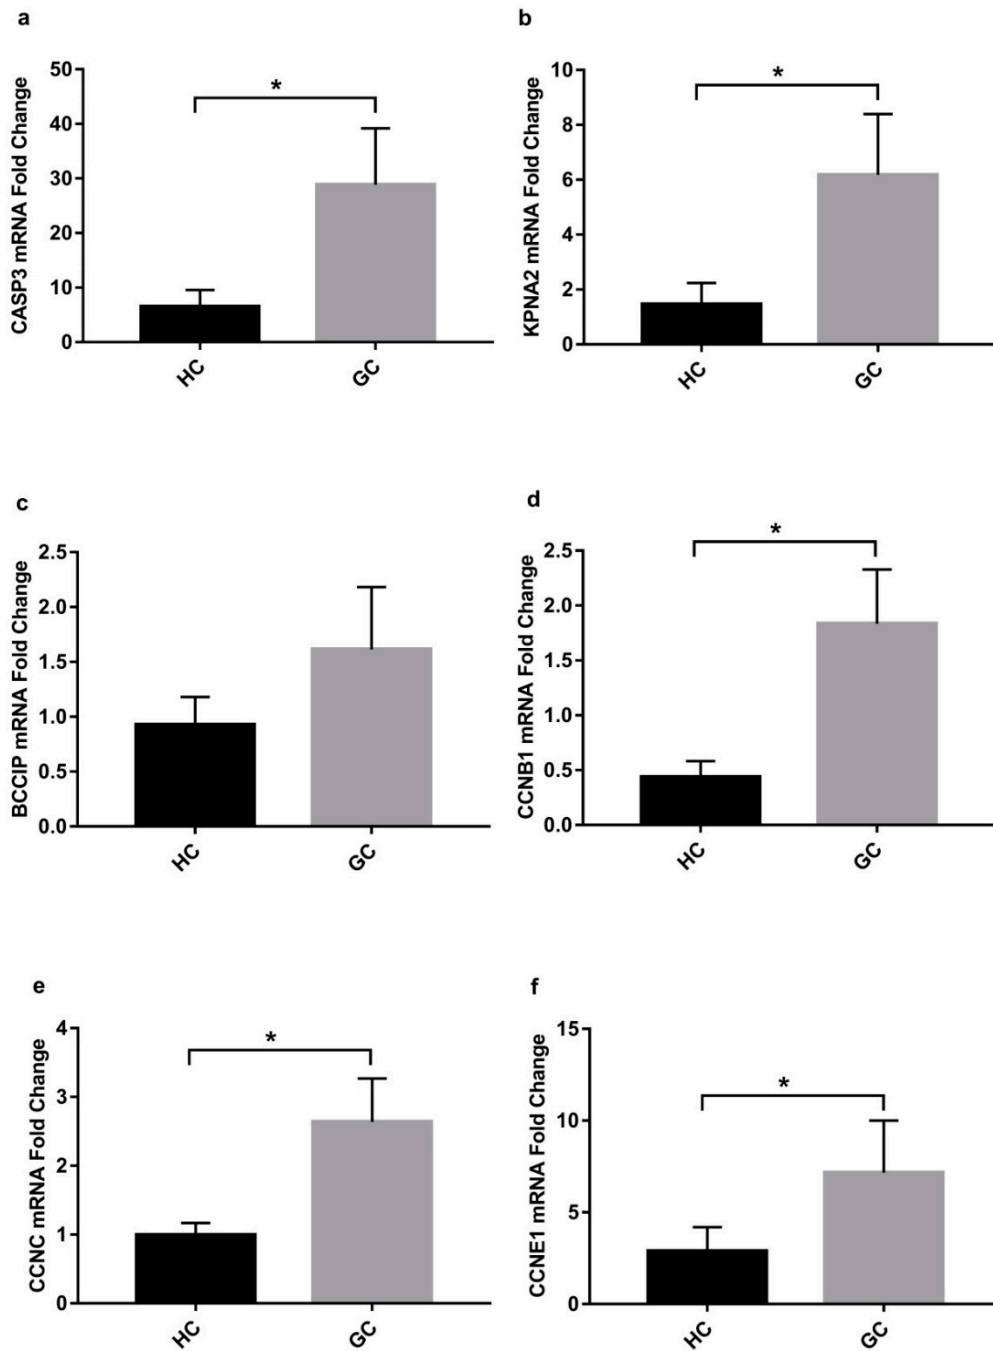 a
CASP3 mRNA Fold Change
50
40
30
20
10
0
*
HC
GC
b
KPNA2 mRNA Fold Change
10
8
6
4
2
0
*
HC
GC
c
BCCIP mRNA Fold Change
2.5
2.0
1.5
1.0
0.5
0.0
HC
GC
d
CCNB1 mRNA Fold Change
2.5
2.0
1.5
1.0
0.5
0.0
*
HC
GC
e
CCNC mRNA Fold Change
4
3
2
1
0
*
HC
GC
f
CCNE1 mRNA Fold Change
15
10
5
0
*
HC
GC